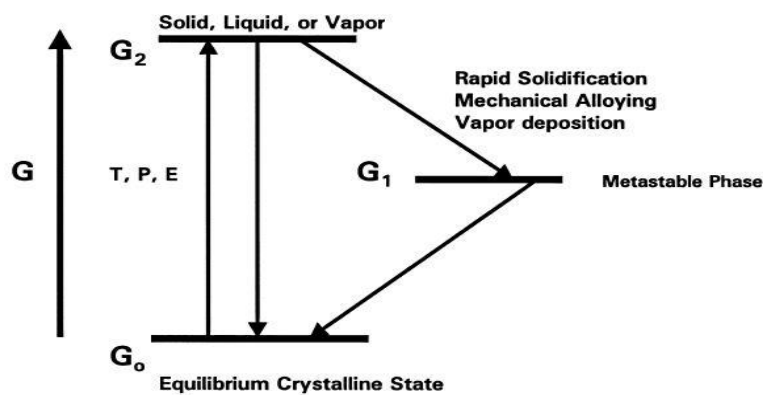 Solid, Liquid, or Vapor
G₂
Rapid Solidification
Mechanical Alloying
Vapor deposition
G
T, P, E
G₁
Metastable Phase
Gₒ
Equilibrium Crystalline State